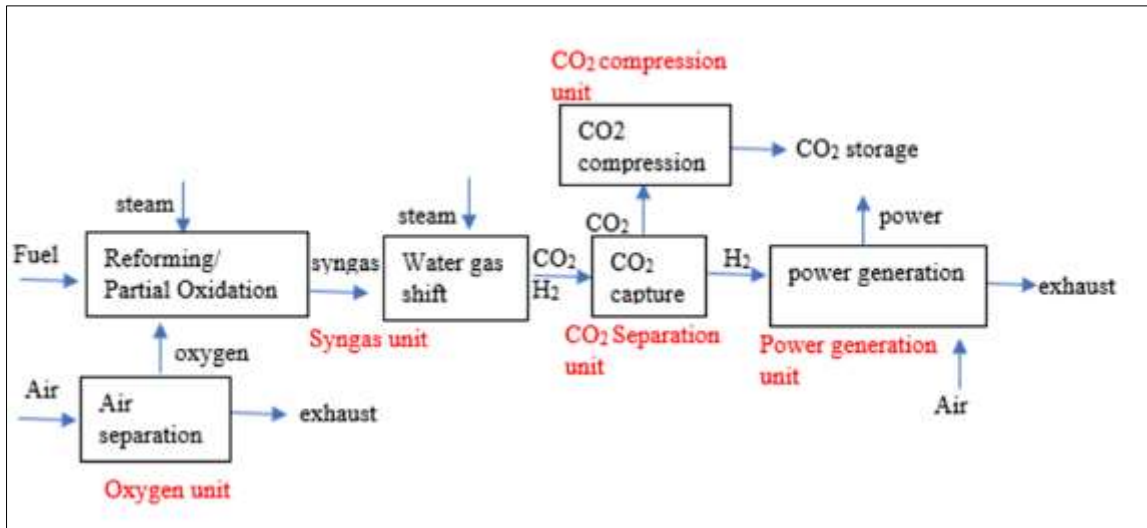 CO₂ compression
unit
CO2
compression
CO₂ storage
steam
steam
CO₂
power
Fuel
Reforming/
Partial Oxidation
syngas
Water gas
shift
CO₂
H₂
CO₂
capture
H₂
power generation
exhaust
Syngas unit
CO₂ Separation
unit
Power generation
unit
oxygen
Air
Air
Air
separation
exhaust
Oxygen unit